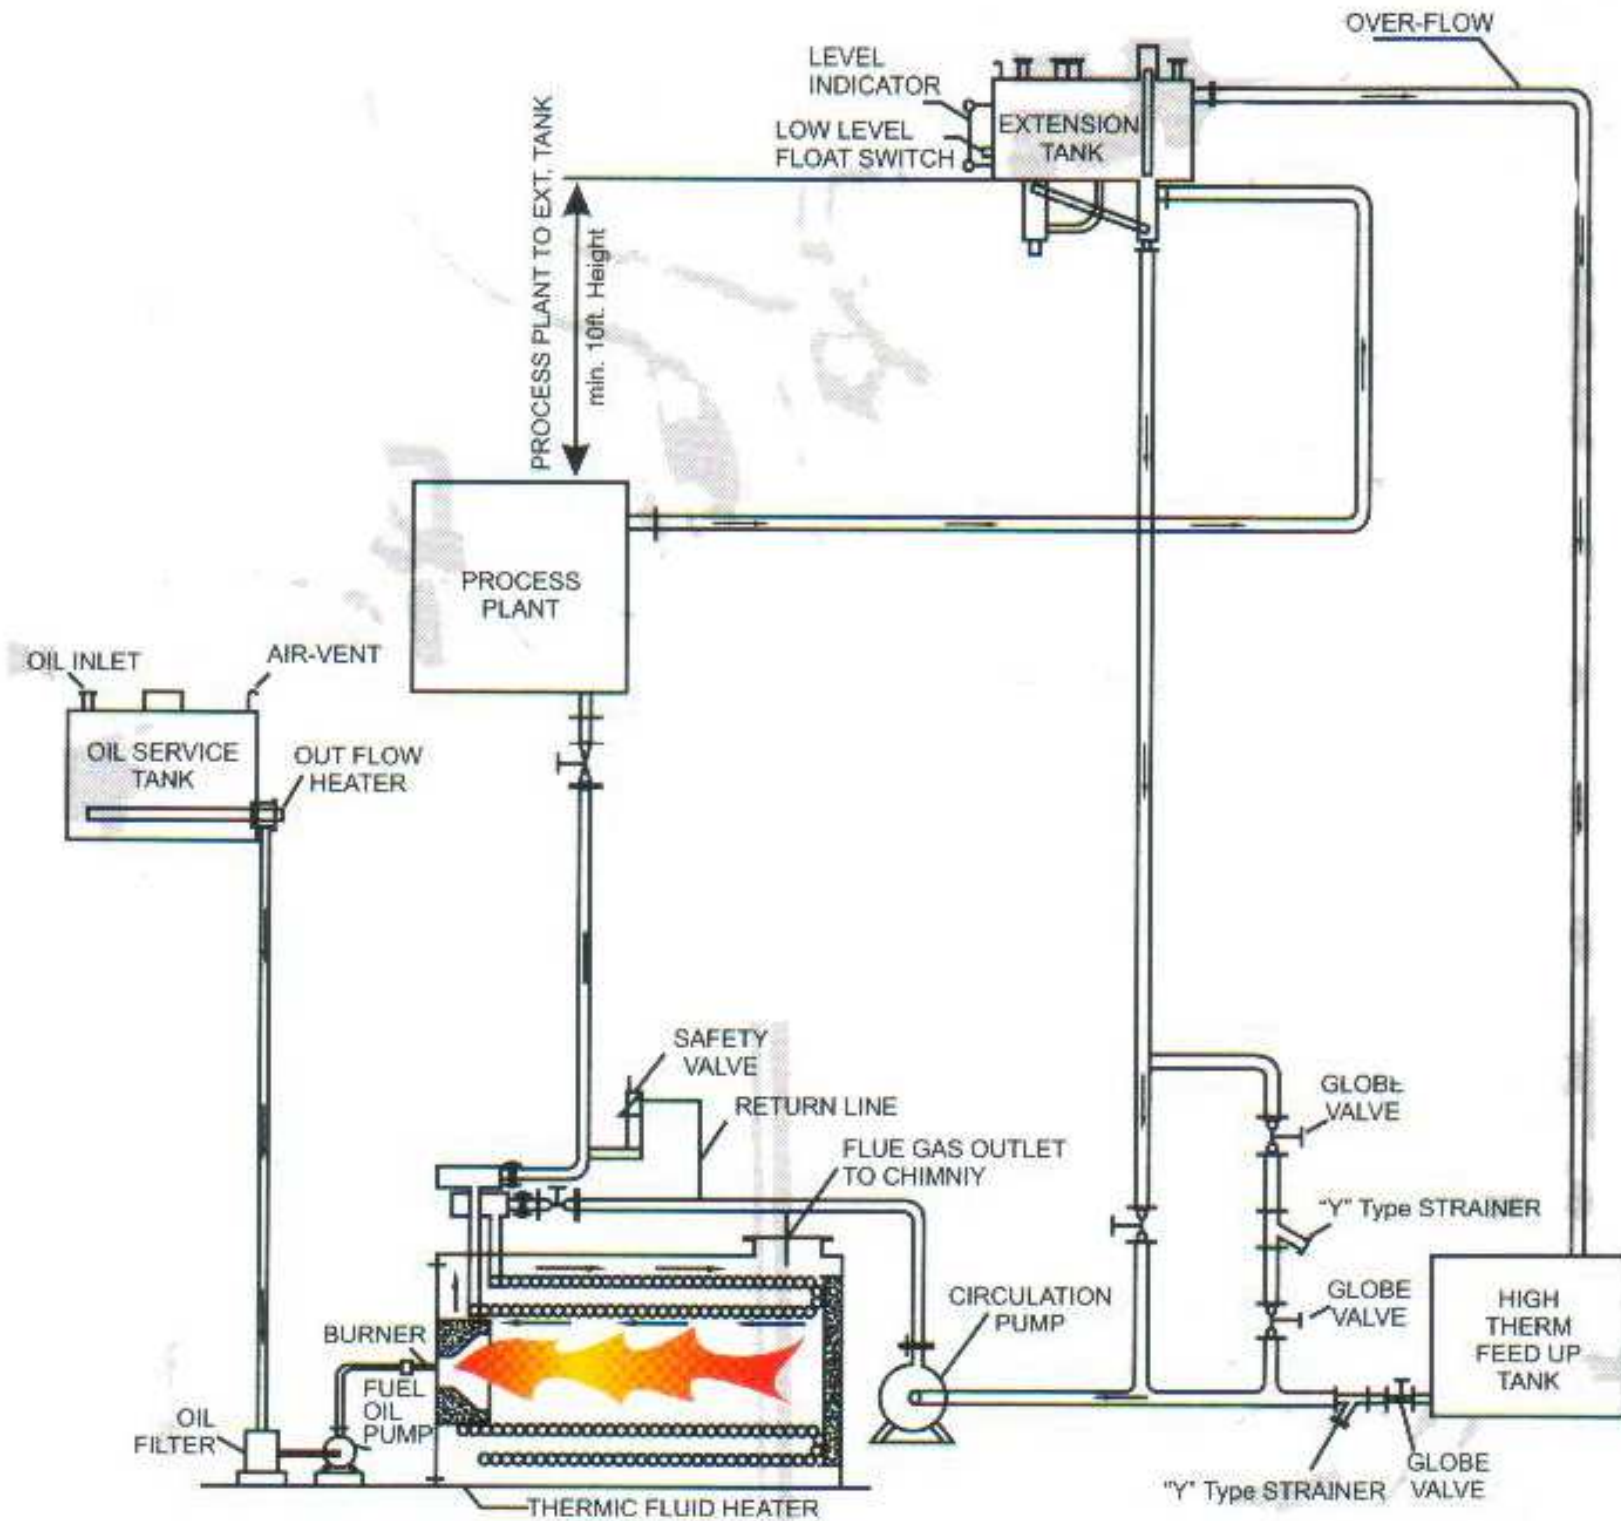 OVER-FLOW
LEVEL
INDICATOR
LOW LEVEL
FLOAT SWITCH
EXTENSION
TANK
PROCESS PLANT TO EXT, TANK
min. 10ft. Height
PROCESS
PLANT
OIL INLET
AIR-VENT
OIL SERVICE
TANK
OUT FLOW
HEATER
SAFETY
VALVE
RETURN LINE
FLUE GAS OUTLET
TO CHIMNIY
GLOBE
VALVE
"Y" Type STRAINER
GLOBE
VALVE
CIRCULATION
PUMP
HIGH
THERM
FEED UP
TANK
BURNER
FUEL
OIL
PUMP
OIL
FILTER
THERMIC FLUID HEATER
"Y" Type STRAINER
GLOBE
VALVE